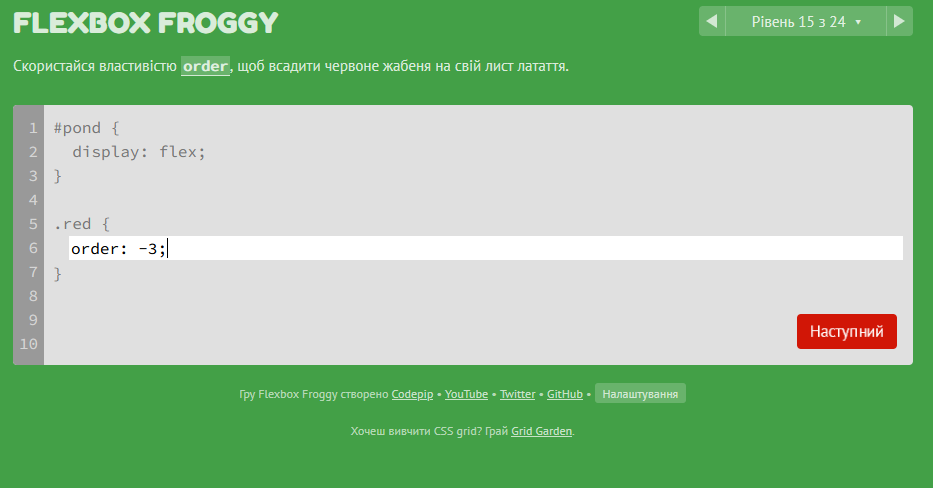 FLEXBOX FROGGY
Рівень 15 з 24
Скористайся властивістю order, щоб всадити червоне жабеня на свій лист латаття.
1 #pond {
2 display: flex;
3 }
4
5 .red {
6 order: -3;
7 }
8
9
10
Наступний
Гру Flexbox Froggy створено Codepip • YouTube • Twitter • GitHub • Налаштування
Хочеш вивчити CSS grid? Грай Grid Garden.